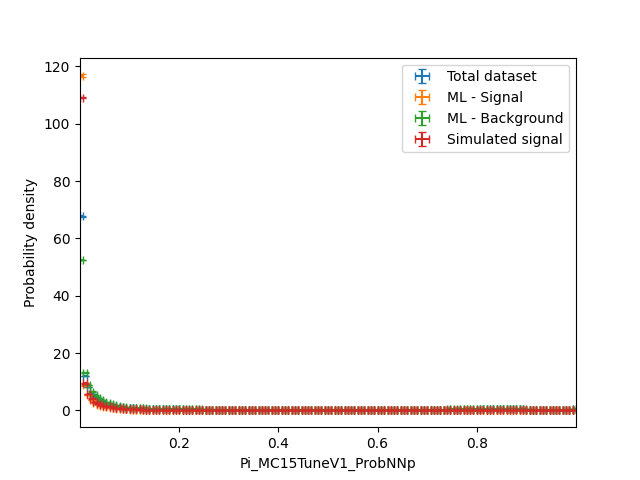 120
100
80
60
40
20
0
Probability density
Total dataset
ML - Signal
ML - Background
Simulated signal
0.2 0.4 0.6 0.8
Pi_MC15TuneV1_ProbNNp